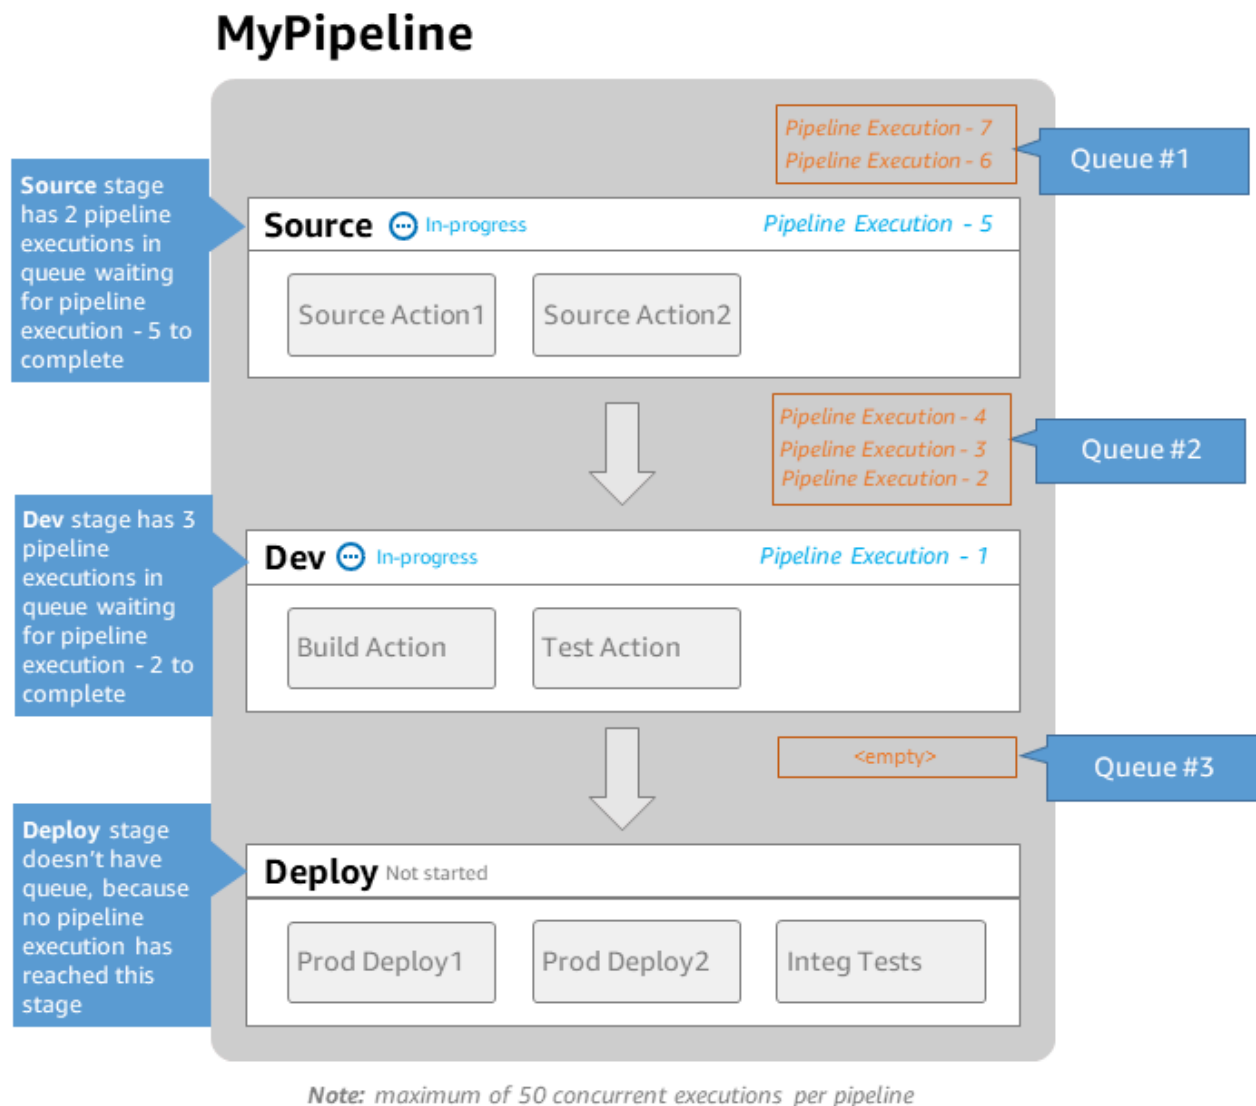 MyPipeline
Pipeline Execution - 7
Pipeline Execution - 6
Queue #1
Source stage
has 2 pipeline
executions in
queue waiting
for pipeline
execution - 5 to
complete
Source In-progress Pipeline Execution - 5
Source Action1 Source Action2
Pipeline Execution - 4
Pipeline Execution - 3
Pipeline Execution - 2
Queue #2
Dev stage has 3
pipeline
executions in
queue waiting
for pipeline
execution - 2 to
complete
Dev In-progress Pipeline Execution - 1
Build Action Test Action
<empty>
Queue #3
Deploy stage
doesn't have
queue, because
no pipeline
execution has
reached this
stage
Deploy Not started
Prod Deploy1 Prod Deploy2 Integ Tests
Note: maximum of 50 concurrent executions per pipeline